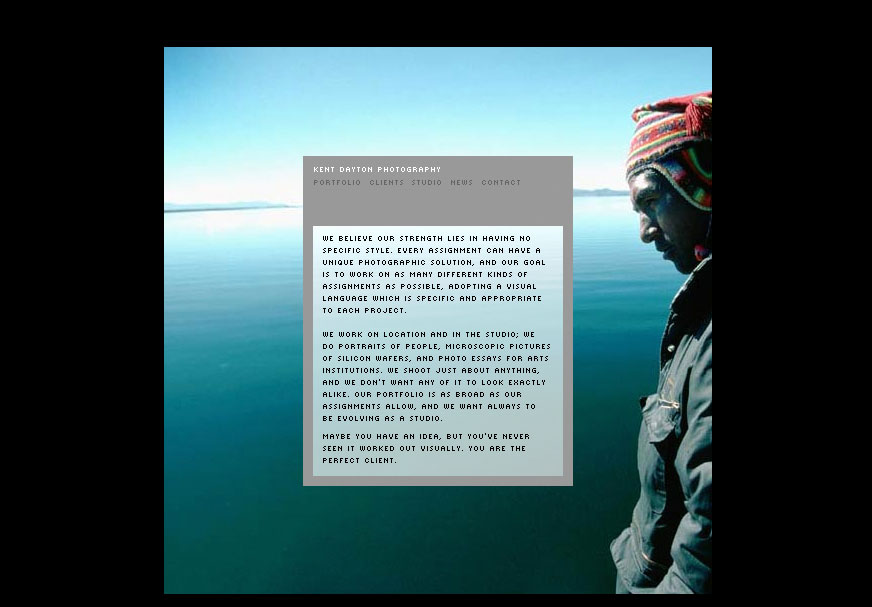 KENT DAYTON PHOTOGRAPHY
PORTFOLIO CLIENTS STUDIO NEWS CONTACT
WE BELIEVE OUR STRENGTH LIES IN HAVING NO
SPECIFIC STYLE. EVERY ASSIGNMENT CAN HAVE A
UNIQUE PHOTOGRAPHIC SOLUTION, AND OUR GOAL
IS TO WORK ON AS MANY DIFFERENT KINDS OF
ASSIGNMENTS AS POSSIBLE, ADOPTING A VISUAL
LANGUAGE WHICH IS SPECIFIC AND APPROPRIATE
TO EACH PROJECT.
WE WORK ON LOCATION AND IN THE STUDIO; WE
DO PORTRAITS OF PEOPLE, MICROSCOPIC PICTURES
OF SILICON WAFERS, AND PHOTO ESSAYS FOR ARTS
INSTITUTIONS. WE SHOOT JUST ABOUT ANYTHING,
AND WE DON'T WANT ANY OF IT TO LOOK EXACTLY
ALIKE. OUR PORTFOLIO IS AS BROAD AS OUR
ASSIGNMENTS ALLOW, AND WE WANT ALWAYS TO
BE EVOLVING AS A STUDIO.
MAYBE YOU HAVE AN IDEA, BUT YOU'VE NEVER
SEEN IT WORKED OUT VISUALLY. YOU ARE THE
PERFECT CLIENT.